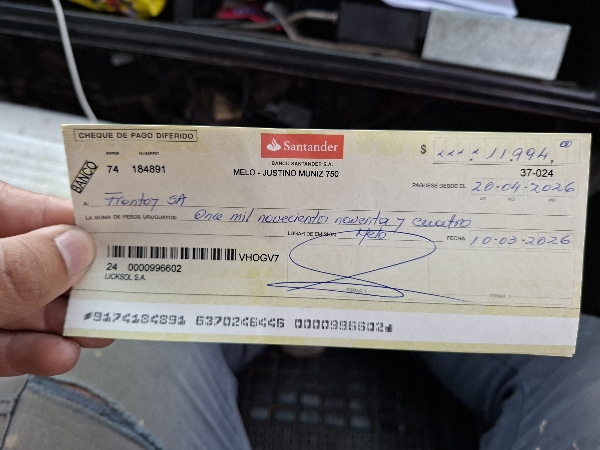 CHEQUE DE PAGO DIFERIDO
SERIE NUMERO
74 184891
BANCO
Santander
BANCO SANTANDER S.A.
MELO - JUSTINO MUNIZ 750
$ 11.994,00
37-024
PAGUESE DESDE EL 20-04-2026
A SA
LA SUMA DE PESOS URUGUAYOS Once mil novecientos noventa y cuatro
LUGAR DE EMISION Melo FECHA 10-03-2026
VHOGV7
24 0000996602
LICKSOL S.A.
FIRMA 1
FIRMA 2
9174184891 6370246446 0000996602